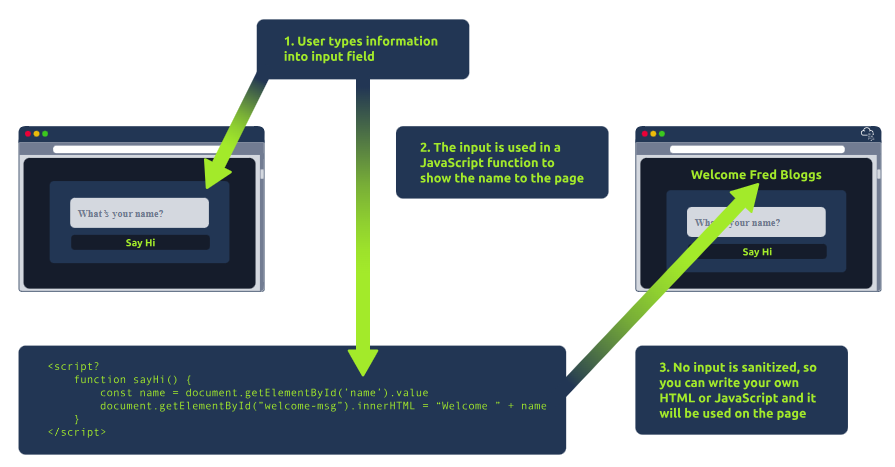 1. User types information
into input field
2. The input is used in a
JavaScript function to
show the name to the page
What's your name?
Say Hi
Welcome Fred Bloggs
What's your name?
Say Hi
<script?
function sayHi() {
const name = document.getElementById('name').value
document.getElementById("welcome-msg").innerHTML = “Welcome ” + name
}
</script>
3. No input is sanitized, so
you can write your own
HTML or JavaScript and it
will be used on the page